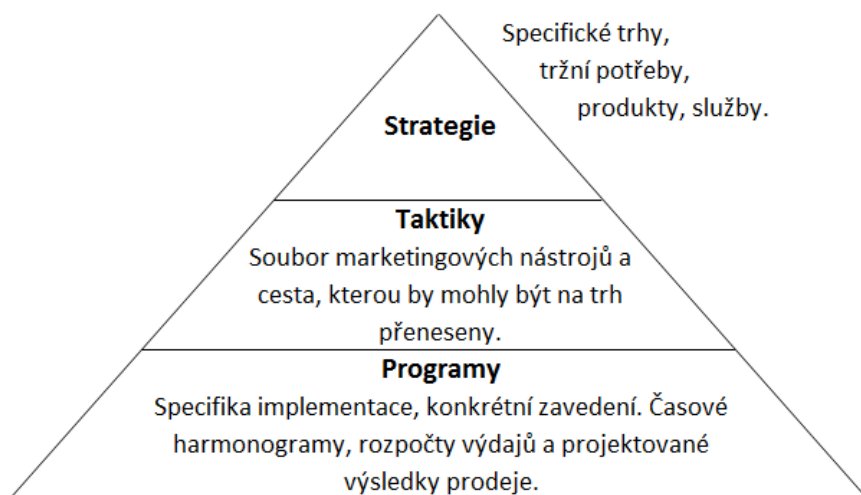 Specifické trhy,
tržní potřeby,
produkty, služby.
Strategie
Taktiky
Soubor marketingových nástrojů a
cesta, kterou by mohly být na trh
přeneseny.
Programy
Specifika implementace, konkrétní zavedení. Časové
harmonogramy, rozpočty výdajů a projektované
výsledky prodeje.